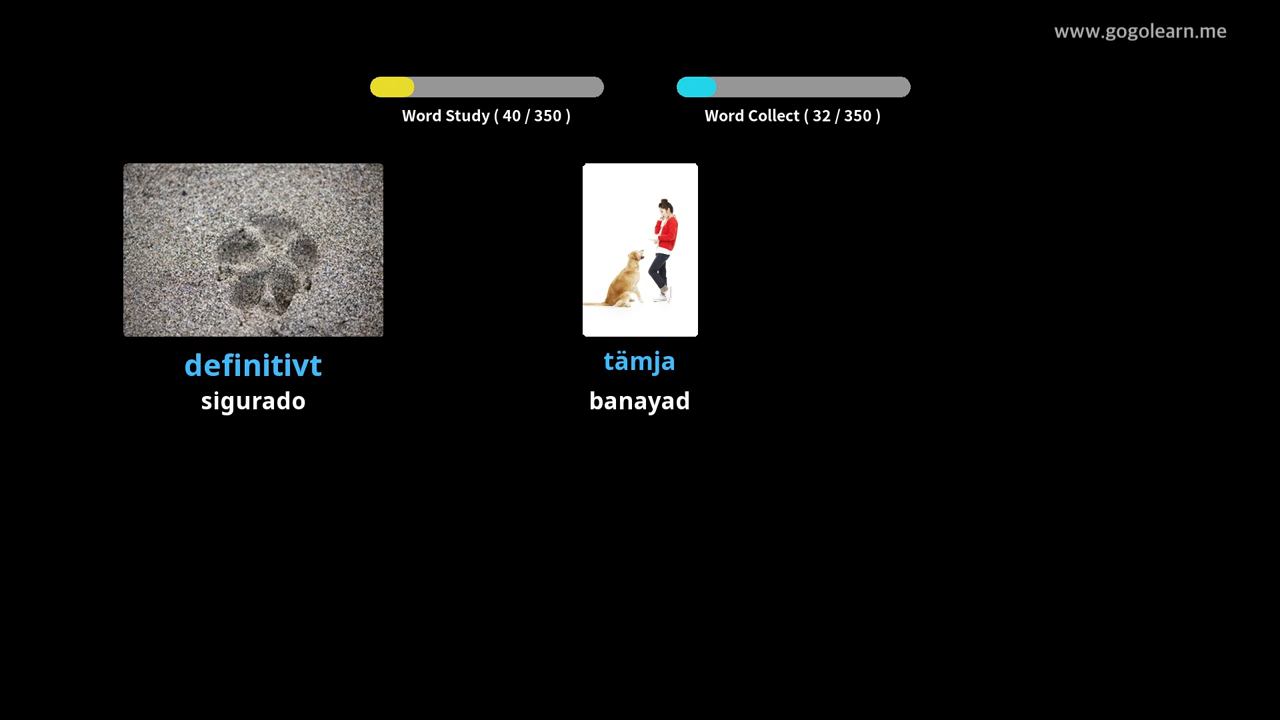 www.gogolearn.me
Word Study ( 40 / 350 )
Word Collect ( 32 / 350 )
definitivt
sigurado
tämja
banayad